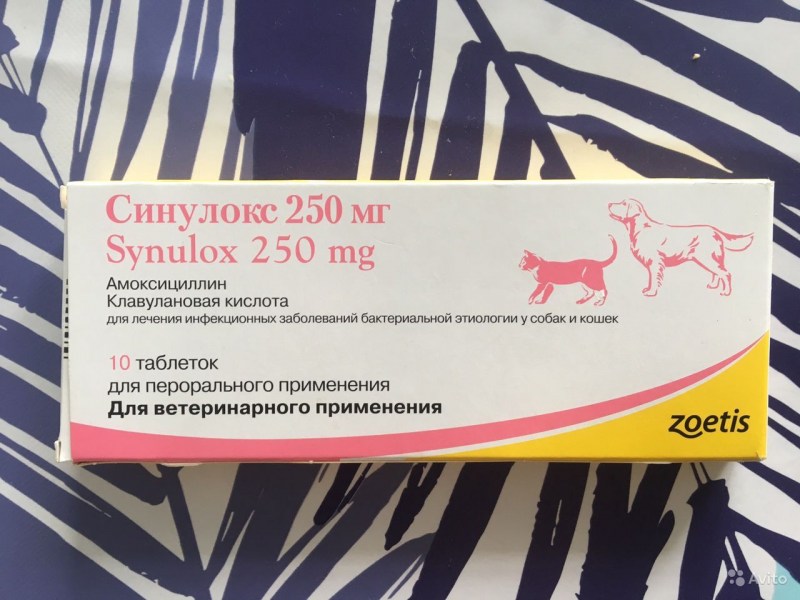 Синулокс 250 мг
Synulox 250 mg
Амоксициллин
Клавулановая кислота
для лечения инфекционных заболеваний бактериальной этиологии у собак и кошек
10 таблеток
для перорального применения
Для ветеринарного применения
zoetis
Avito